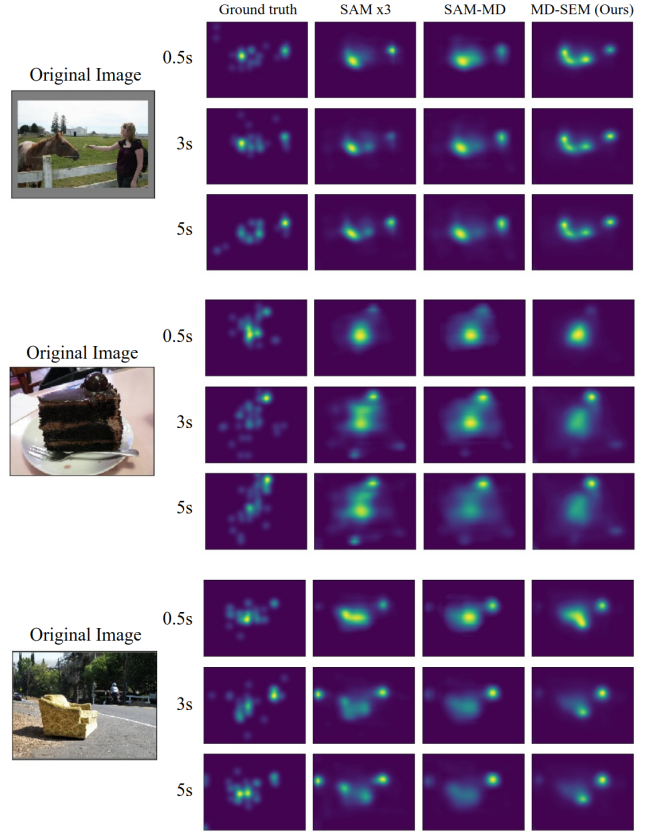 Ground truth SAM x3 SAM-MD MD-SEM (Ours)
0.5s
Original Image
3s
5s
0.5s
Original Image
3s
5s
0.5s
Original Image
3s
5s